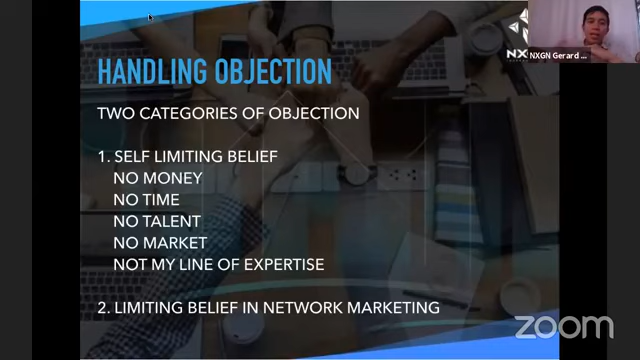 HANDLING OBJECTION
TWO CATEGORIES OF OBJECTION
1. SELF LIMITING BELIEF
NO MONEY
NO TIME
NO TALENT
NO MARKET
NOT MY LINE OF EXPERTISE
2. LIMITING BELIEF IN NETWORK MARKETING
NXGN Gerard ...
zoom